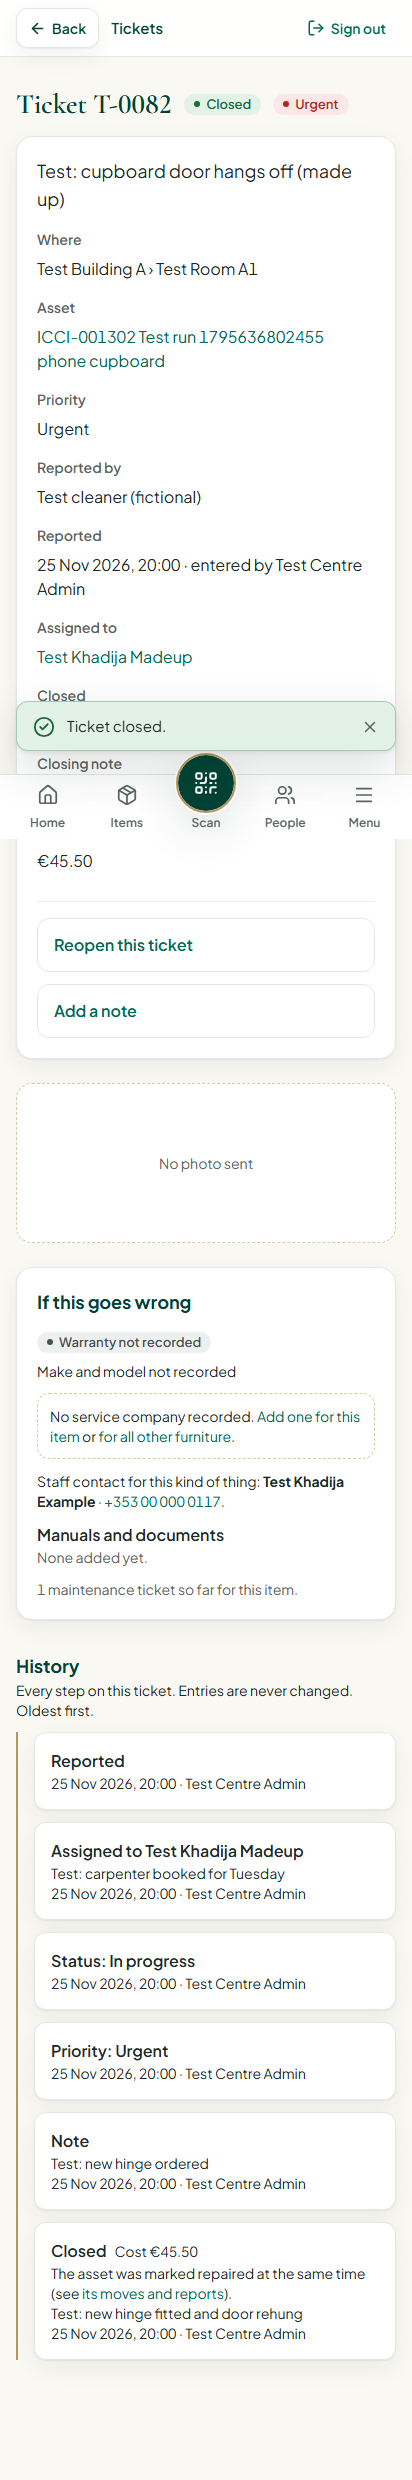 Back
Tickets
Sign out
Ticket T-0082
Closed
Urgent
Test: cupboard door hangs off (made
up)
Where
Test Building A › Test Room A1
Asset
ICCI-001302 Test run 1795636802455
phone cupboard
Priority
Urgent
Reported by
Test cleaner (fictional)
Reported
25 Nov 2026, 20:00 · entered by Test Centre
Admin
Assigned to
Test Khadija Madeup
Closed
Ticket closed.
Closing note
Home
Items
Scan
People
Menu
€45.50
Reopen this ticket
Add a note
No photo sent
If this goes wrong
Warranty not recorded
Make and model not recorded
No service company recorded. Add one for this
item or for all other furniture.
Staff contact for this kind of thing: Test Khadija
Example · +353 00 000 0117.
Manuals and documents
None added yet.
1 maintenance ticket so far for this item.
History
Every step on this ticket. Entries are never changed.
Oldest first.
Reported
25 Nov 2026, 20:00 · Test Centre Admin
Assigned to Test Khadija Madeup
Test: carpenter booked for Tuesday
25 Nov 2026, 20:00 · Test Centre Admin
Status: In progress
25 Nov 2026, 20:00 · Test Centre Admin
Priority: Urgent
25 Nov 2026, 20:00 · Test Centre Admin
Note
Test: new hinge ordered
25 Nov 2026, 20:00 · Test Centre Admin
Closed Cost €45.50
The asset was marked repaired at the same time
(see its moves and reports).
Test: new hinge fitted and door rehung
25 Nov 2026, 20:00 · Test Centre Admin